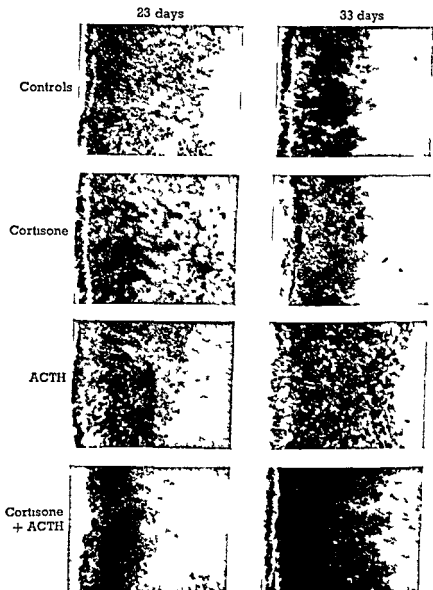 23 days
33 days
Controls
Cortisone
ACTH
Cortisone
+ ACTH